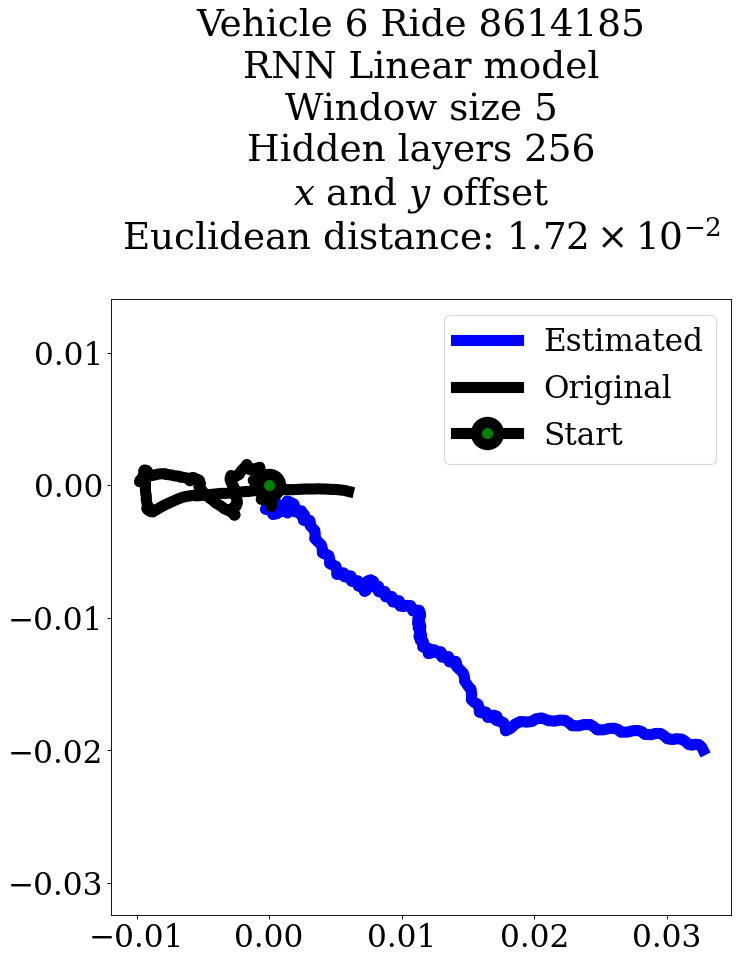 Vehicle 6 Ride 8614185
RNN Linear model
Window size 5
Hidden layers 256
x and y offset
Euclidean distance: 1.72 × 10⁻²
Estimated
Original
Start
0.01
0.00
−0.01
−0.02
−0.03
−0.01 0.00 0.01 0.02 0.03